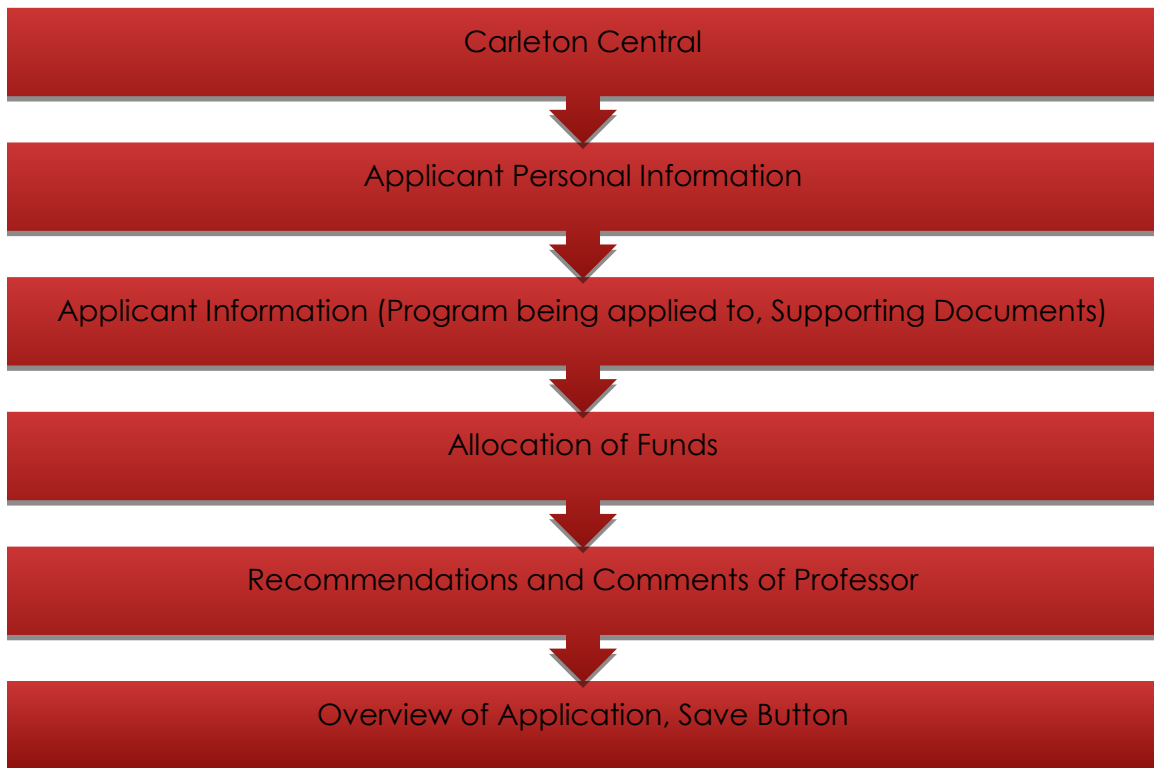 Carleton Central
Applicant Personal Information
Applicant Information (Program being applied to, Supporting Documents)
Allocation of Funds
Recommendations and Comments of Professor
Overview of Application, Save Button